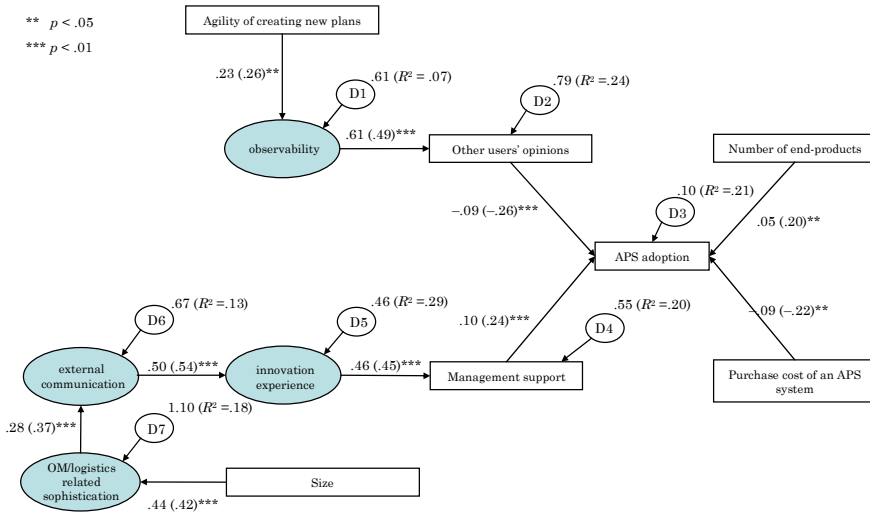 ** p < .05
*** p < .01
Agility of creating new plans
.23 (.26)**
.61 (R² = .07)
D1
.79 (R² =.24)
D2
observability
.61 (.49)***
Other users' opinions
Number of end-products
–.09 (–.26)***
.10 (R² =.21)
D3
.05 (.20)**
APS adoption
.67 (R² =.13)
D6
.46 (R² =.29)
D5
.10 (.24)***
.55 (R² =.20)
D4
–.09 (–.22)**
external
communication
.50 (.54)***
innovation
experience
.46 (.45)***
Management support
Purchase cost of an APS
system
.28 (.37)***
1.10 (R² =.18)
D7
OM/logistics
related
sophistication
.44 (.42)***
Size